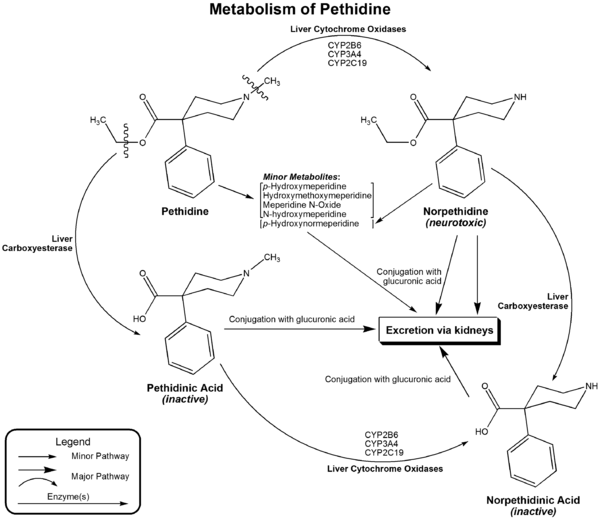 Metabolism of Pethidine
Liver Cytochrome Oxidases
CYP2B6
CYP3A4
CYP2C19
CH3
N
H3C
O
O
NH
O
O
Minor Metabolites:
p-Hydroxymeperidine
Hydroxymethoxymeperidine
Meperidine N-Oxide
N-hydroxymeperidine
p-Hydroxynormeperidine
Pethidine
Norpethidine
(neurotoxic)
Liver
Carboxyesterase
Conjugation with
glucuronic acid
Liver
Carboxyesterase
CH3
N
O
HO
Conjugation with glucuronic acid
Excretion via kidneys
Pethidinic Acid
(inactive)
Conjugation with glucuronic acid
NH
O
HO
CYP2B6
CYP3A4
CYP2C19
Liver Cytochrome Oxidases
Legend
Minor Pathway
Major Pathway
Enzyme(s)
Norpethidinic Acid
(inactive)